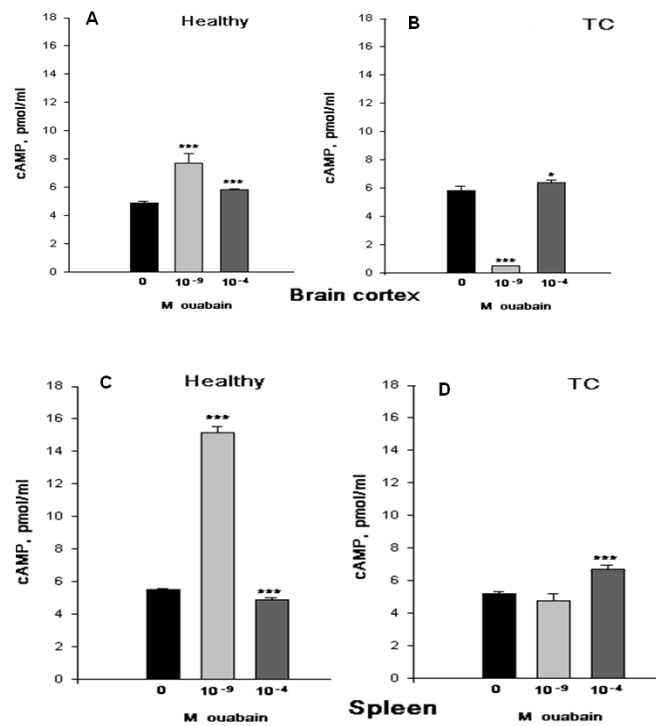 A Healthy
B TC
cAMP, pmol/ml
18
16
14
12
10
8
6
4
2
0
***
***
0 10⁻⁹ 10⁻⁴
M ouabain
cAMP, pmol/ml
18
16
14
12
10
8
6
4
2
0
***
*
0 10⁻⁹ 10⁻⁴
M ouabain
Brain cortex
C Healthy
D TC
cAMP, pmol/ml
18
16
14
12
10
8
6
4
2
0
***
***
0 10⁻⁹ 10⁻⁴
M ouabain
cAMP, pmol/ml
18
16
14
12
10
8
6
4
2
0
***
0 10⁻⁹ 10⁻⁴
M ouabain
Spleen